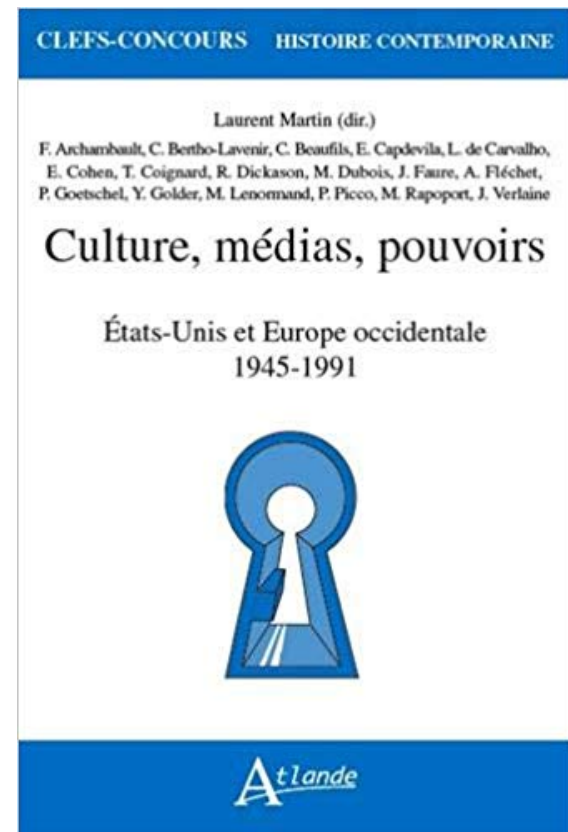 CLEFS-CONCOURS HISTOIRE CONTEMPORAINE
Laurent Martin (dir.)
F. Archambault, C. Bertho-Lavenir, C. Beaufils, E. Capdevila, L. de Carvalho,
E. Cohen, T. Coignard, R. Dickason, M. Dubois, J. Faure, A. Fléchet,
P. Goetschel, Y. Golder, M. Lenormand, P. Picco, M. Rapoport, J. Verlaine
Culture, médias, pouvoirs
États-Unis et Europe occidentale
1945-1991
Atlande